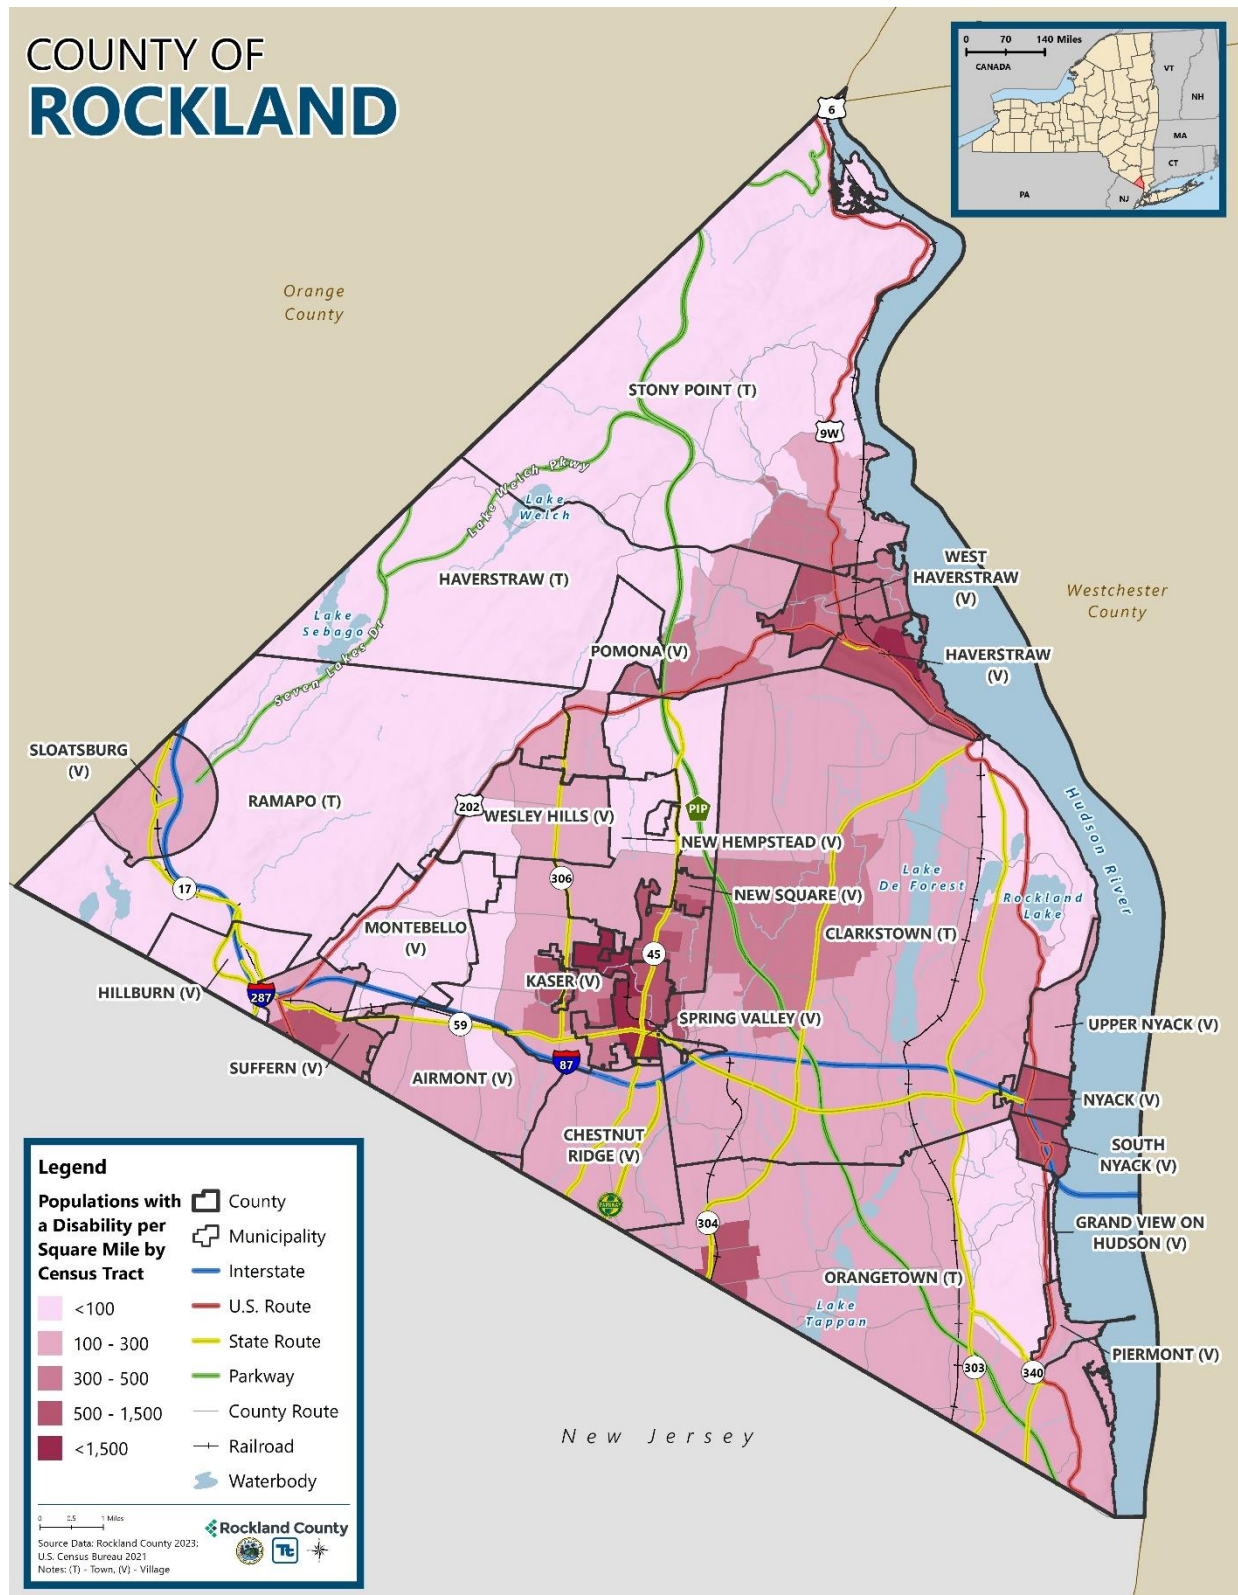 COUNTY OF
ROCKLAND
0 70 140 Miles
CANADA
VT
NH
MA
CT
PA
NJ
6
Orange
County
STONY POINT (T)
9W
Lake Welch Pkwy
Lake
Welch
HAVERSTRAW (T)
WEST
HAVERSTRAW
(V)
Westchester
County
Lake
Sebago
Seven Lakes Dr
POMONA (V)
HAVERSTRAW
(V)
SLOATSBURG
(V)
RAMAPO (T)
202
WESLEY HILLS (V)
PIP
Hudson River
NEW HEMPSTEAD (V)
17
306
NEW SQUARE (V)
Lake
De Forest
Rockland
Lake
MONTEBELLO
(V)
CLARKSTOWN (T)
45
KASER (V)
HILLBURN (V)
287
59
SPRING VALLEY (V)
UPPER NYACK (V)
SUFFERN (V)
87
AIRMONT (V)
NYACK (V)
CHESTNUT
RIDGE (V)
SOUTH
NYACK (V)
304
GRAND VIEW ON
HUDSON (V)
ORANGETOWN (T)
Lake
Tappan
PIERMONT (V)
303
340
New Jersey
Legend
Populations with
a Disability per
Square Mile by
Census Tract
<100
100 - 300
300 - 500
500 - 1,500
<1,500
County
Municipality
Interstate
U.S. Route
State Route
Parkway
County Route
Railroad
Waterbody
0 0.5 1 Miles
Rockland County
Source Data: Rockland County 2023;
U.S. Census Bureau 2021
Notes: (T) - Town, (V) - Village
Tt